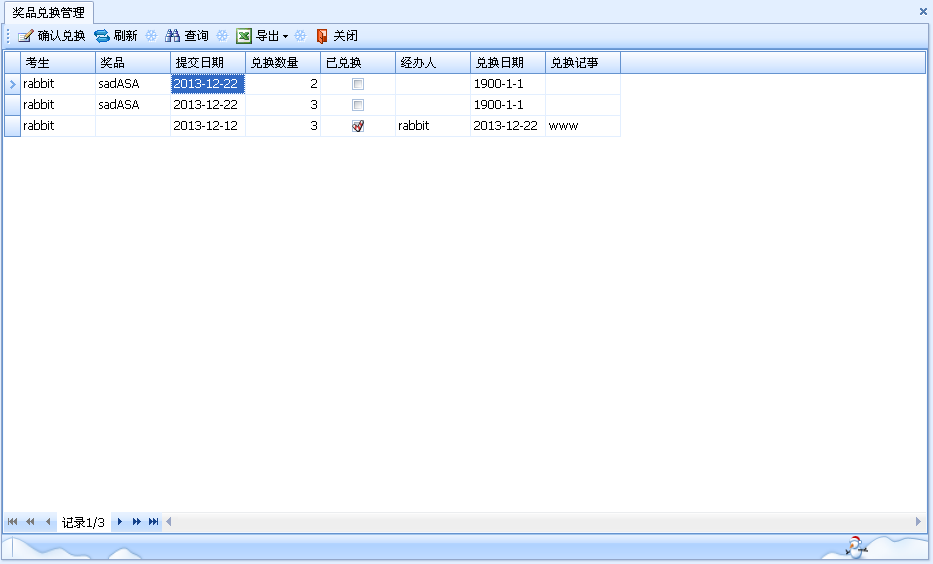 奖品兑换管理
确认兑换 刷新 查询 导出 关闭
考生 奖品 提交日期 兑换数量 已兑换 经办人 兑换日期 兑换记事
rabbit sadASA 2013-12-22 2 1900-1-1
rabbit sadASA 2013-12-22 3 1900-1-1
rabbit 2013-12-12 3 rabbit 2013-12-22 www
记录1/3